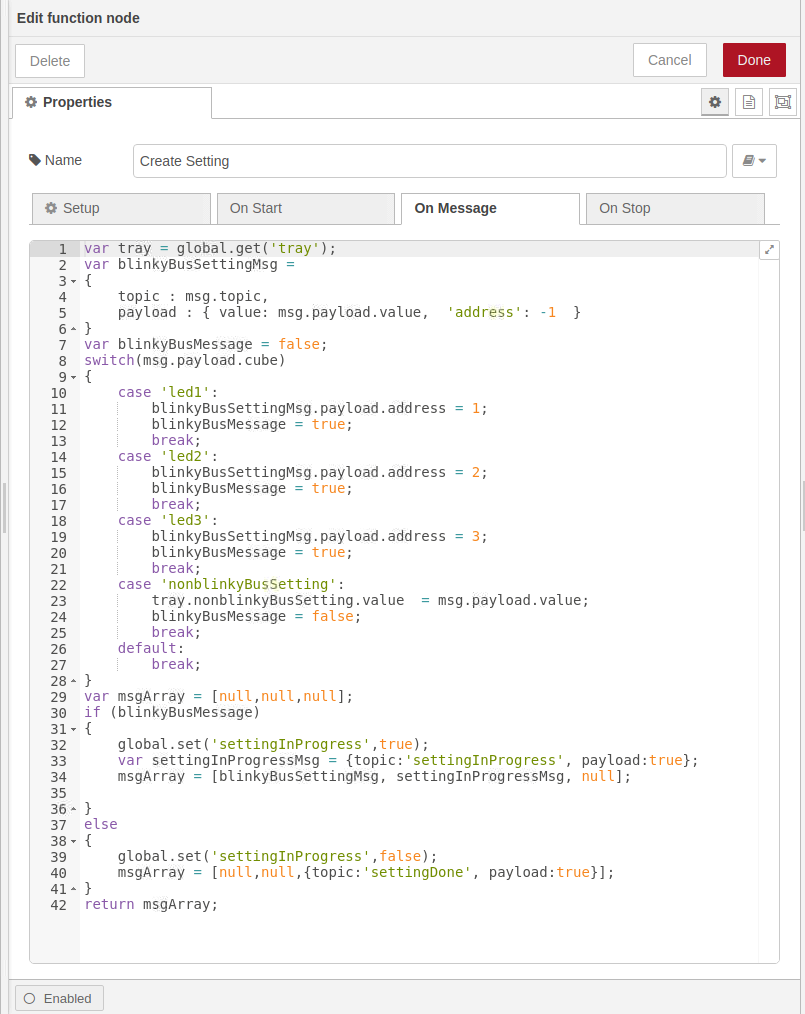 Edit function node
Delete
Cancel
Done
Properties
Name
Create Setting
Setup
On Start
On Message
On Stop
1 var tray = global.get('tray');
2 var blinkyBusSettingMsg =
3 {
4     topic : msg.topic,
5     payload : { value: msg.payload.value,  'address': -1  }
6 }
7 var blinkyBusMessage = false;
8 switch(msg.payload.cube)
9 {
10     case 'led1':
11         blinkyBusSettingMsg.payload.address = 1;
12         blinkyBusMessage = true;
13         break;
14     case 'led2':
15         blinkyBusSettingMsg.payload.address = 2;
16         blinkyBusMessage = true;
17         break;
18     case 'led3':
19         blinkyBusSettingMsg.payload.address = 3;
20         blinkyBusMessage = true;
21         break;
22     case 'nonblinkyBusSetting':
23         tray.nonblinkyBusSetting.value  = msg.payload.value;
24         blinkyBusMessage = false;
25         break;
26     default:
27         break;
28 }
29 var msgArray = [null,null,null];
30 if (blinkyBusMessage)
31 {
32     global.set('settingInProgress',true);
33     var settingInProgressMsg = {topic:'settingInProgress', payload:true};
34     msgArray = [blinkyBusSettingMsg, settingInProgressMsg, null];
35
36 }
37 else
38 {
39     global.set('settingInProgress',false);
40     msgArray = [null,null,{topic:'settingDone', payload:true}];
41 }
42 return msgArray;
Enabled